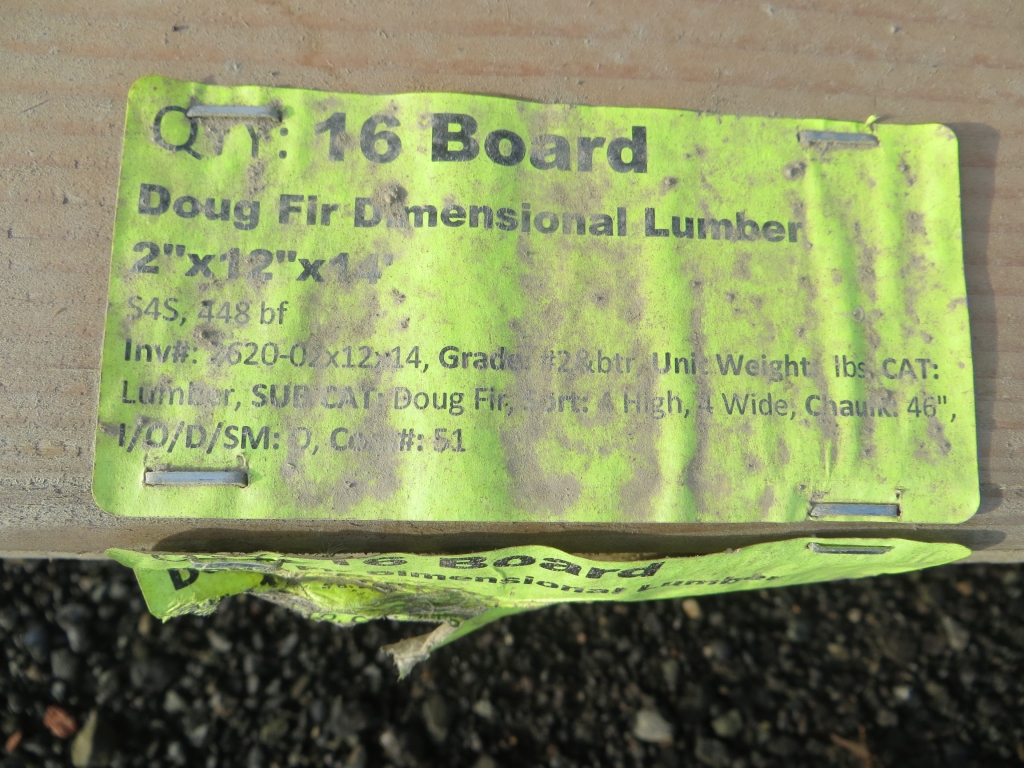 QTY: 16 Board
Doug Fir Dimensional Lumber
2"x12"x14'
S4S, 448 bf
Inv#: 2620-02x12x14, Grade: #2&btr, Unit Weight: lbs, CAT:
Lumber, SUB CAT: Doug Fir, Sort: 4 High, 4 Wide, Chaulk: 46",
I/O/D/SM: O, #: 51
16 Board
Dimensional Lumber